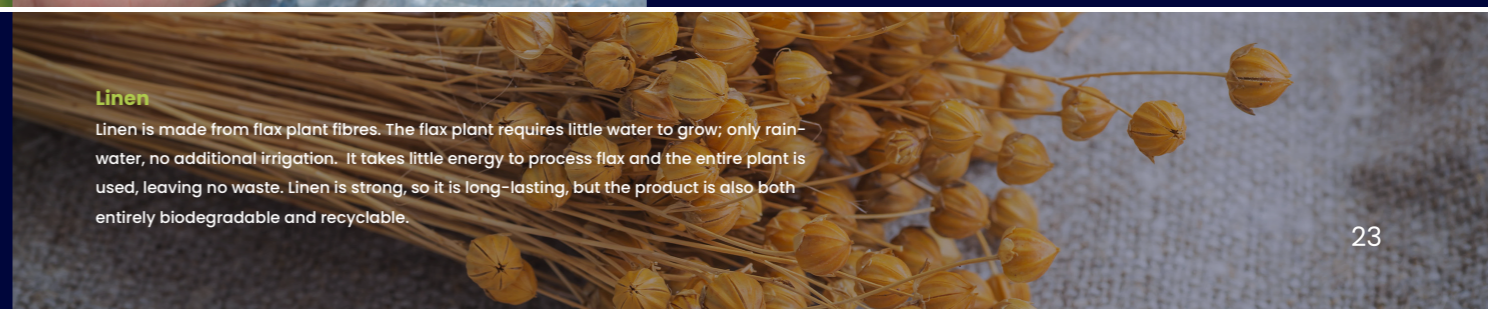 Linen
Linen is made from flax plant fibres. The flax plant requires little water to grow; only rain-
water, no additional irrigation.  It takes little energy to process flax and the entire plant is
used, leaving no waste. Linen is strong, so it is long-lasting, but the product is also both
entirely biodegradable and recyclable.
23